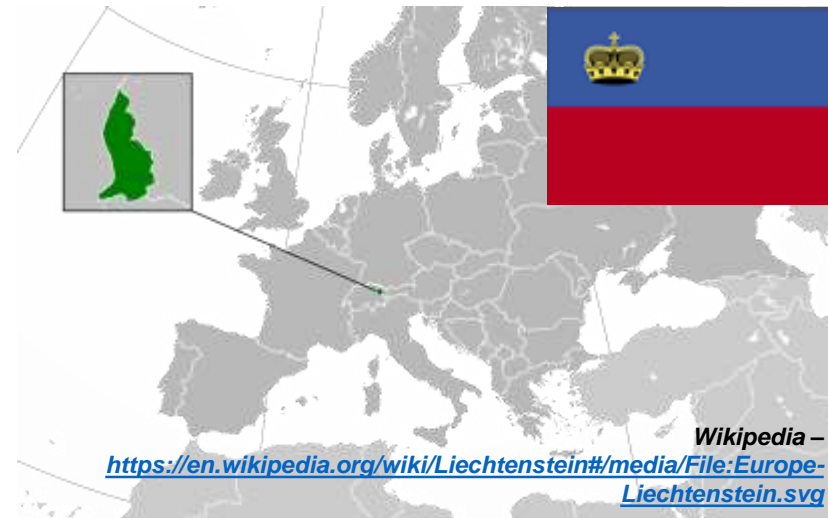 Wikipedia –
https://en.wikipedia.org/wiki/Liechtenstein#/media/File:Europe-
Liechtenstein.svg